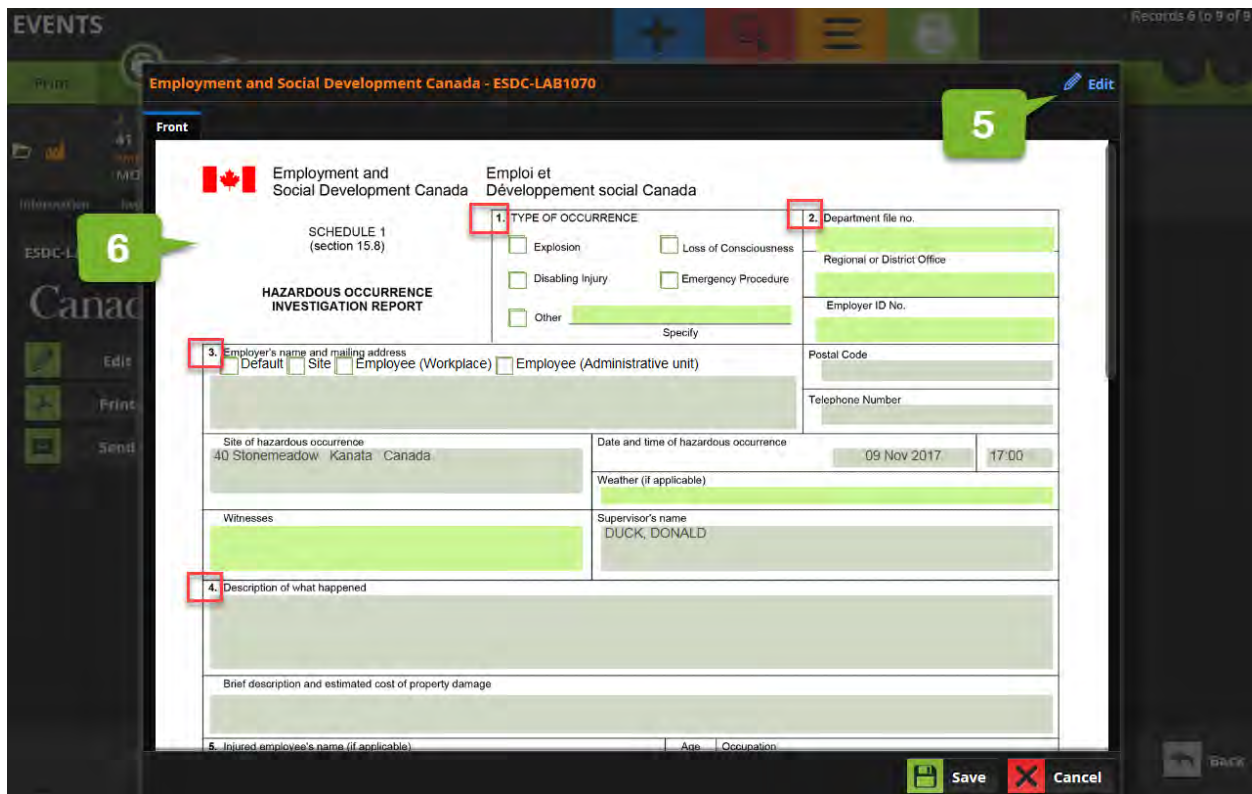 EVENTS
Records 6 to 9 of 9
Print
Employment and Social Development Canada - ESDC-LAB1070
Edit
5
Front
Employment and
Social Development Canada
Emploi et
Développement social Canada
6
SCHEDULE 1
(section 15.8)
HAZARDOUS OCCURRENCE
INVESTIGATION REPORT
1. TYPE OF OCCURRENCE
Explosion
Loss of Consciousness
Disabling Injury
Emergency Procedure
Other
Specify
2. Department file no.
Regional or District Office
Employer ID No.
3. Employer's name and mailing address
Default Site Employee (Workplace) Employee (Administrative unit)
Postal Code
Telephone Number
Site of hazardous occurrence
40 Stonemeadow Kanata Canada
Date and time of hazardous occurrence
09 Nov 2017 17:00
Weather (if applicable)
Witnesses
Supervisor's name
DUCK, DONALD
4. Description of what happened
Brief description and estimated cost of property damage
5. Injured employee's name (if applicable) Age Occupation
Information
ESDC-L
Canad
Edit
Print
Send
Save
Cancel
BACK